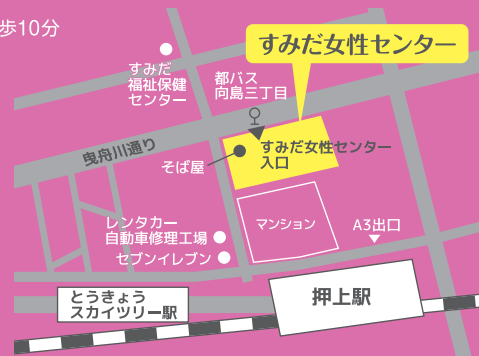 歩10分
すみだ女性センター
すみだ
福祉保健
センター
都バス
向島三丁目
曳舟川通り
すみだ女性センター
入口
そば屋
マンション
レンタカー
自動車修理工場
セブンイレブン
A3出口
とうきょう
スカイツリー駅
押上駅